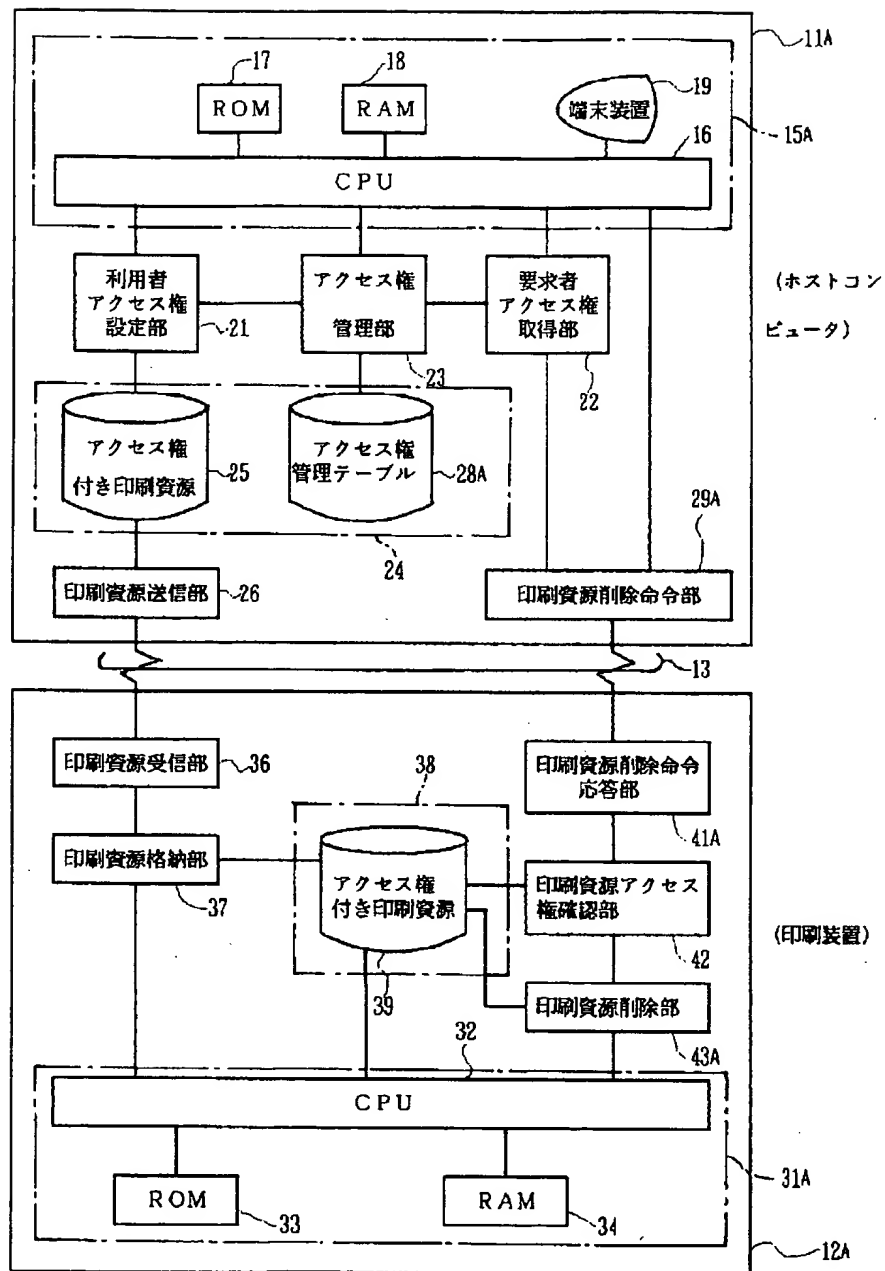 11A
17
18
19
ROM
RAM
端末装置
16
15A
CPU
利用者
アクセス権
設定部
21
アクセス権
管理部
23
要求者
アクセス権
取得部
22
(ホストコン
ピュータ)
アクセス権
付き印刷資源
25
アクセス権
管理テーブル
28A
24
29A
印刷資源送信部
26
印刷資源削除命令部
13
印刷資源受信部
36
38
印刷資源削除命令
応答部
41A
印刷資源格納部
37
アクセス権
付き印刷資源
39
印刷資源アクセス
権確認部
42
(印刷装置)
印刷資源削除部
43A
32
CPU
31A
ROM
33
RAM
34
12A